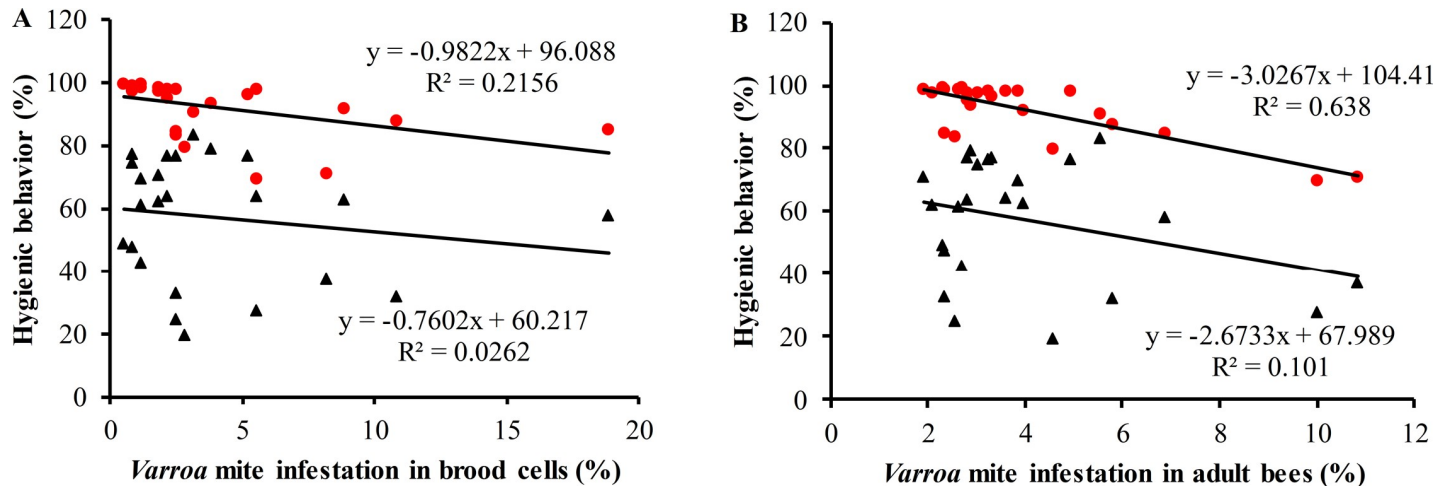 A
Hygienic behavior (%)
120
100
80
60
40
20
0
y = -0.9822x + 96.088
R² = 0.2156
y = -0.7602x + 60.217
R² = 0.0262
0 5 10 15 20
Varroa mite infestation in brood cells (%)
B
Hygienic behavior (%)
120
100
80
60
40
20
0
y = -3.0267x + 104.41
R² = 0.638
y = -2.6733x + 67.989
R² = 0.101
0 2 4 6 8 10 12
Varroa mite infestation in adult bees (%)